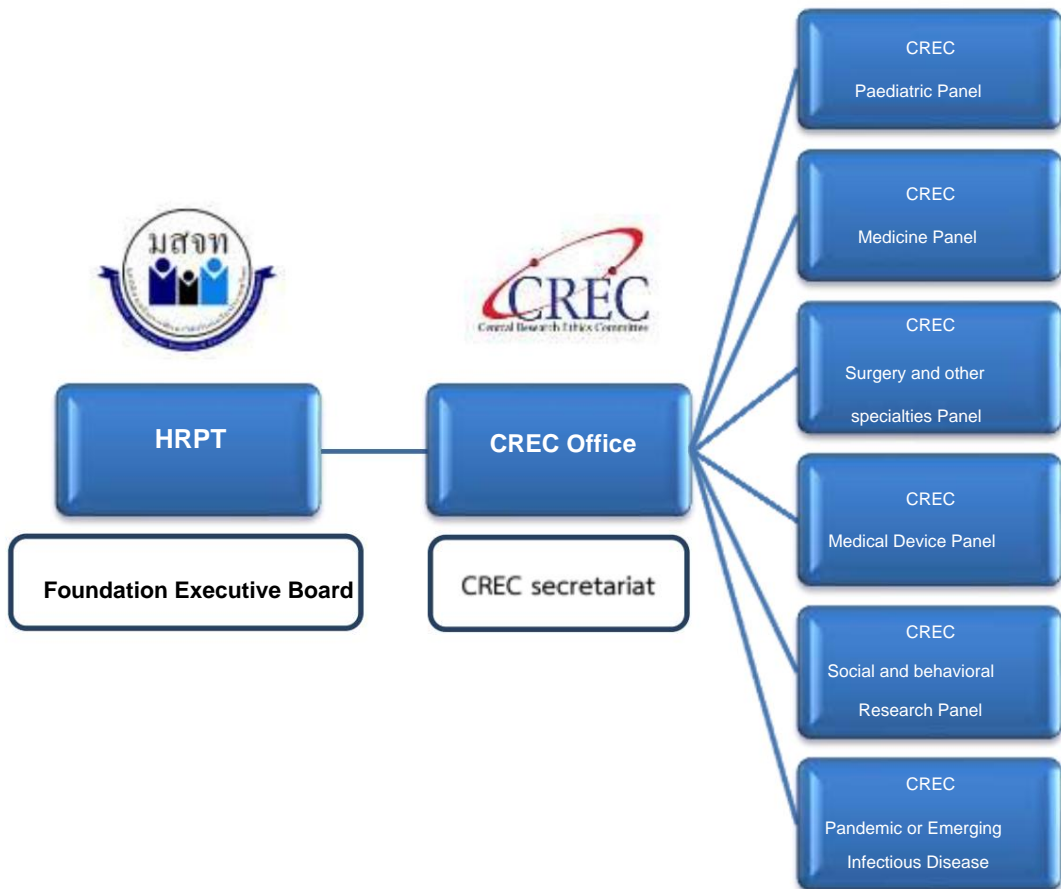 มสจท
HRPT
Foundation Executive Board
CREC
Central Research Ethics Committee
CREC Office
CREC secretariat
CREC
Paediatric Panel
CREC
Medicine Panel
CREC
Surgery and other
specialties Panel
CREC
Medical Device Panel
CREC
Social and behavioral
Research Panel
CREC
Pandemic or Emerging
Infectious Disease